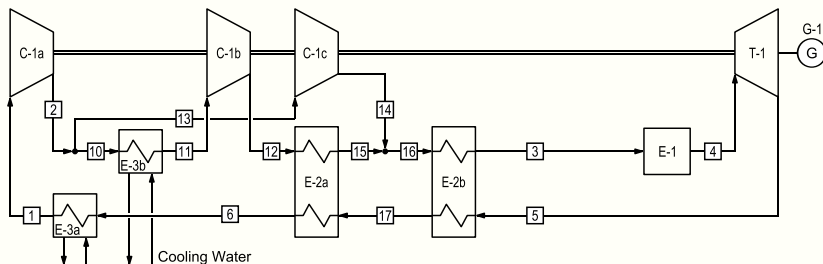 G-1
C-1a
C-1b
C-1c
T-1
G
2
13
14
10
E-3b
11
12
15
16
3
E-1
4
E-2a
E-2b
1
E-3a
6
17
5
Cooling Water